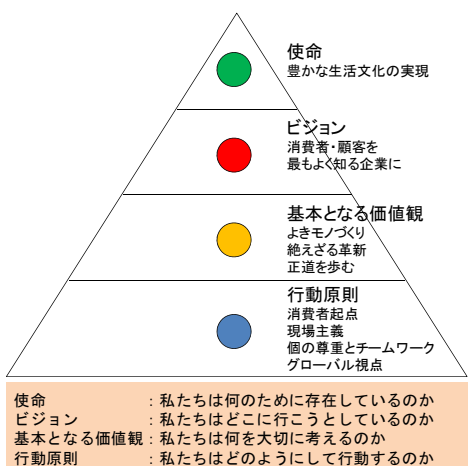 使命
豊かな生活文化の実現
ビジョン
消費者・顧客を
最もよく知る企業に
基本となる価値観
よきモノづくり
絶えざる革新
正道を歩む
行動原則
消費者起点
現場主義
個の尊重とチームワーク
グローバル視点
使命　　　　　：私たちは何のために存在しているのか
ビジョン　　　：私たちはどこに行こうとしているのか
基本となる価値観：私たちは何を大切に考えるのか
行動原則　　　：私たちはどのようにして行動するのか